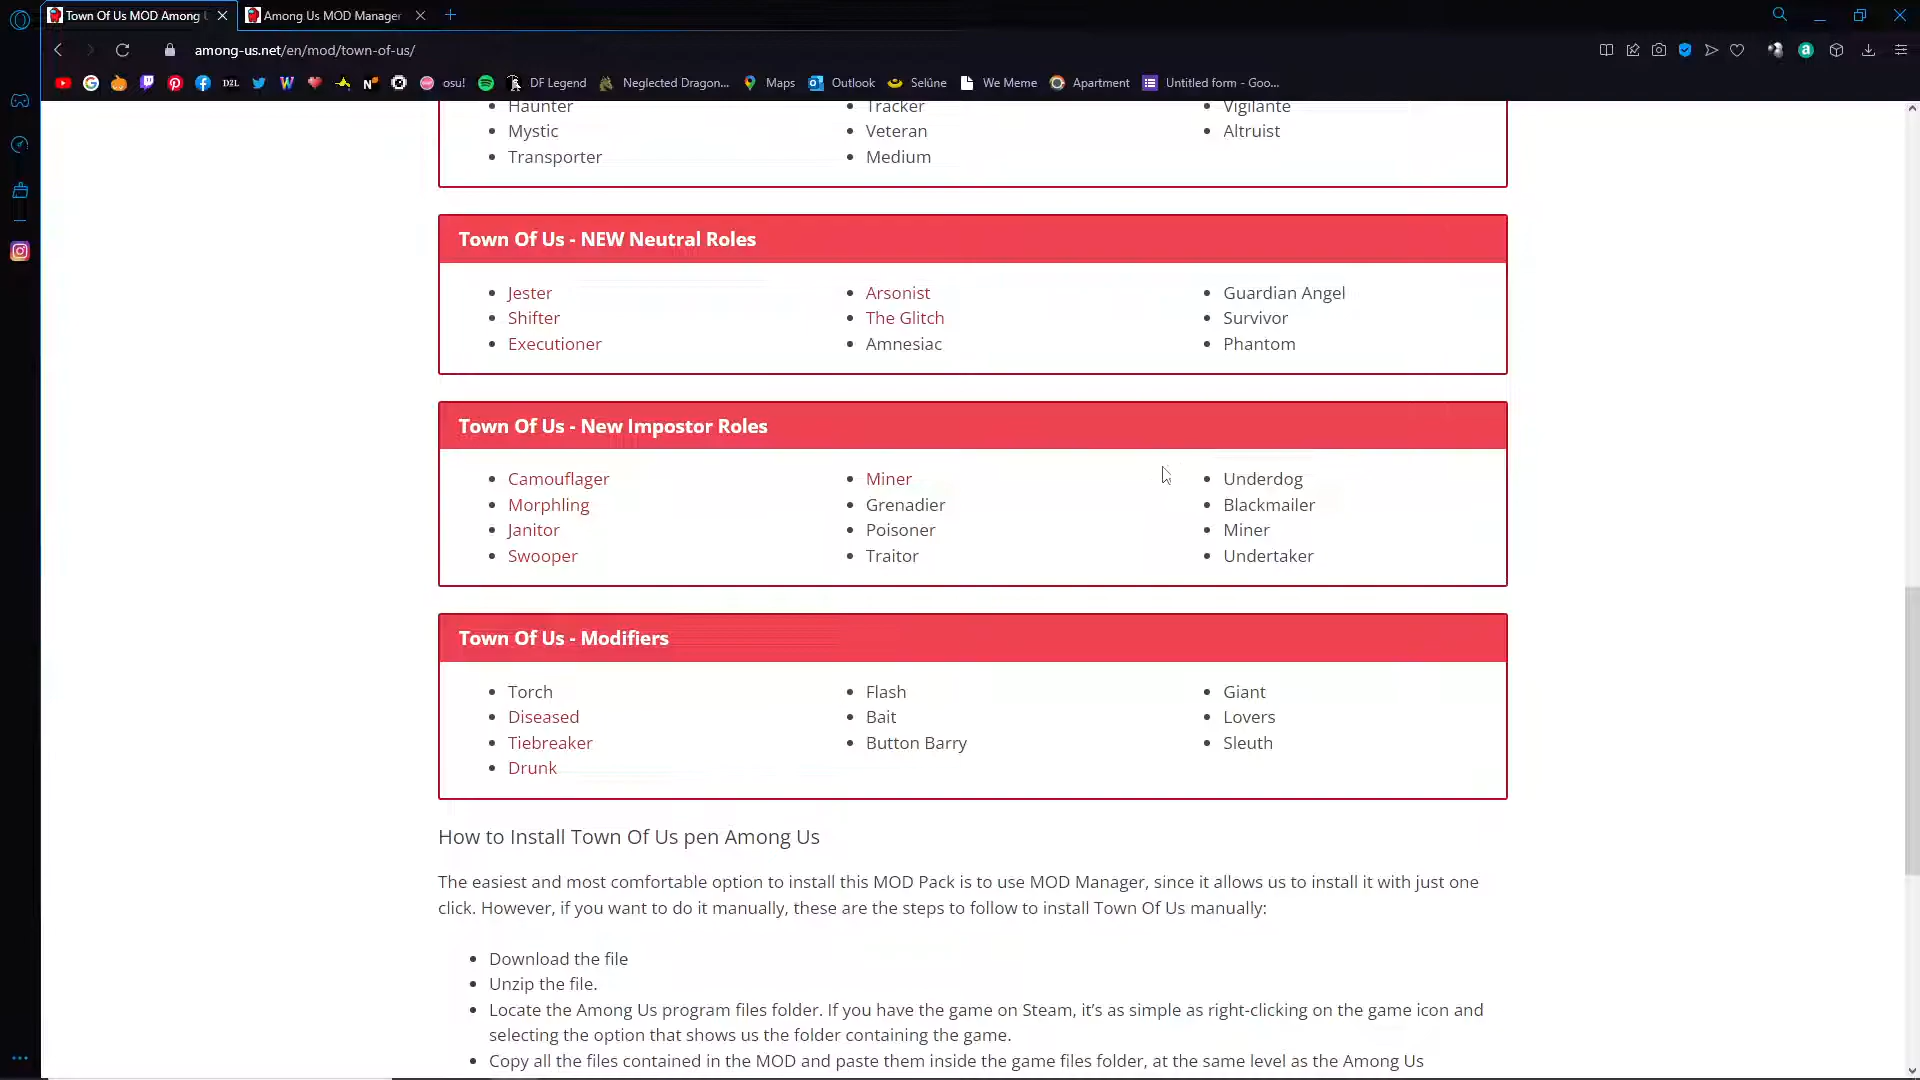 Town Of Us MOD Among U
Among Us MOD Manager
among-us.net/en/mod/town-of-us/
D2L
W
N
osu!
DF Legend
Neglected Dragon...
Maps
Outlook
Selûne
We Meme
Apartment
Untitled form - Goo...
Haunter Tracker Vigilante
Mystic Veteran Altruist
Transporter Medium
Town Of Us - NEW Neutral Roles
Jester Arsonist Guardian Angel
Shifter The Glitch Survivor
Executioner Amnesiac Phantom
Town Of Us - New Impostor Roles
Camouflager Miner Underdog
Morphling Grenadier Blackmailer
Janitor Poisoner Miner
Swooper Traitor Undertaker
Town Of Us - Modifiers
Torch Flash Giant
Diseased Bait Lovers
Tiebreaker Button Barry Sleuth
Drunk
How to Install Town Of Us pen Among Us
The easiest and most comfortable option to install this MOD Pack is to use MOD Manager, since it allows us to install it with just one
click. However, if you want to do it manually, these are the steps to follow to install Town Of Us manually:
Download the file
Unzip the file.
Locate the Among Us program files folder. If you have the game on Steam, it’s as simple as right-clicking on the game icon and
selecting the option that shows us the folder containing the game.
Copy all the files contained in the MOD and paste them inside the game files folder, at the same level as the Among Us